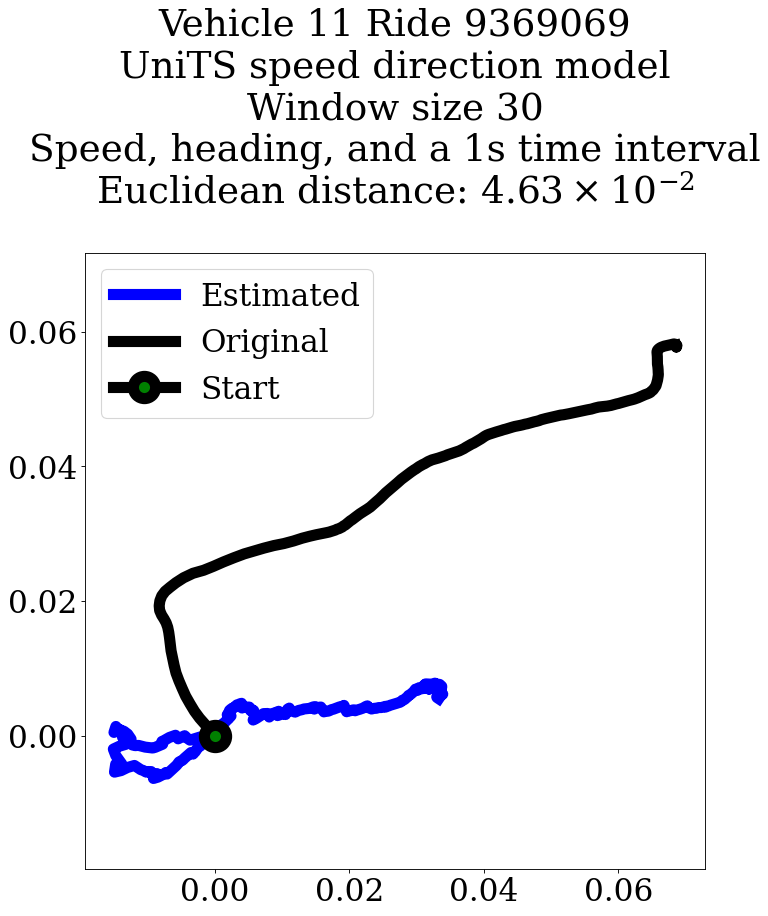 Vehicle 11 Ride 9369069
UniTS speed direction model
Window size 30
Speed, heading, and a 1s time interval
Euclidean distance: 4.63 × 10⁻²
Estimated
Original
Start
0.06
0.04
0.02
0.00
0.00 0.02 0.04 0.06